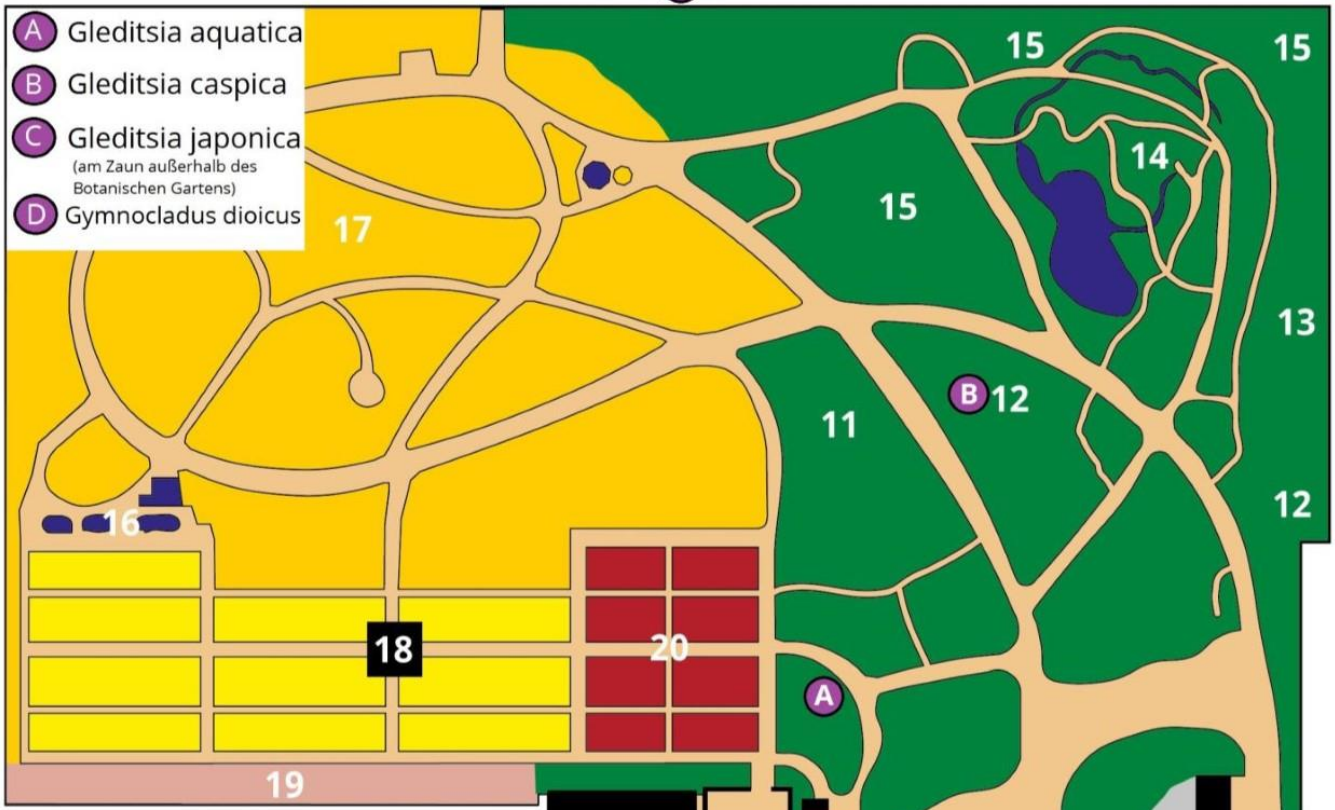 A Gleditsia aquatica
B Gleditsia caspica
C Gleditsia japonica
(am Zaun außerhalb des
Botanischen Gartens)
D Gymnocladus dioicus
15
15
14
17
15
13
B 12
11
12
16
18
20
A
19